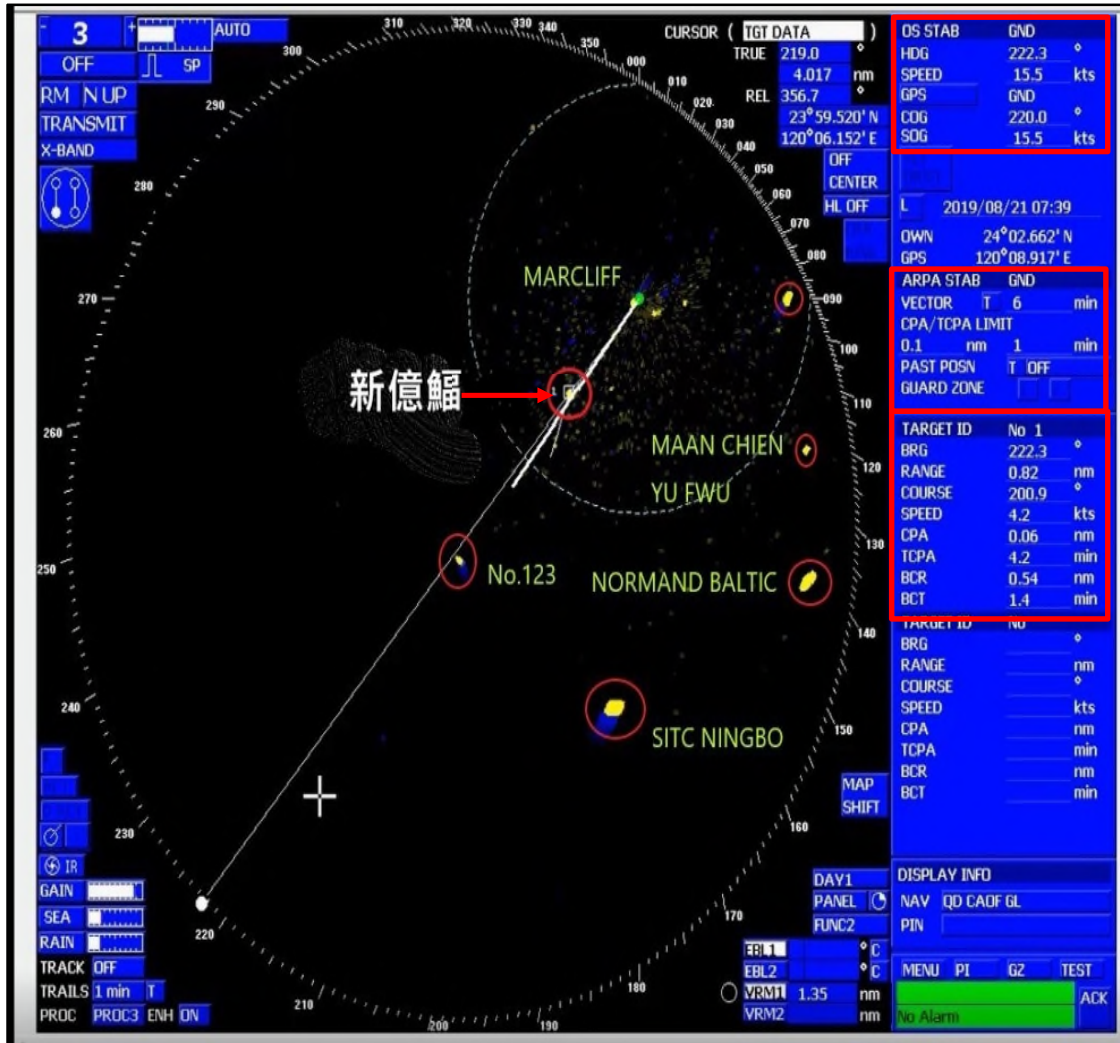 - 3 + AUTO
OFF SP
RM N UP
TRANSMIT
X-BAND
CURSOR ( TGT DATA )
TRUE 219.0 °
4.017 nm
REL 356.7 °
23°59.520' N
120°06.152' E
OFF
CENTER
HL OFF
000
010
020
030
040
050
060
070
080
090
100
110
120
130
140
150
160
170
180
190
200
210
220
230
240
250
260
270
280
290
300
310
320
330
340
350
MARCLIFF
新億鰏
1
MAAN CHIEN
YU FWU
No.123
NORMAND BALTIC
SITC NINGBO
MAP
SHIFT
IR
GAIN
SEA
RAIN
TRACK OFF
TRAILS 1 min T
PROC PROC3 ENH ON
DAY1
PANEL
FUNC2
EBL1 ° C
EBL2 ° C
VRM1 1.35 nm
VRM2 nm
OS STAB GND
HDG 222.3 °
SPEED 15.5 kts
GPS GND
COG 220.0 °
SOG 15.5 kts
L 2019/08/21 07:39
OWN 24°02.662' N
GPS 120°08.917' E
ARPA STAB GND
VECTOR T 6 min
CPA/TCPA LIMIT
0.1 nm 1 min
PAST POSN T OFF
GUARD ZONE
TARGET ID No 1
BRG 222.3 °
RANGE 0.82 nm
COURSE 200.9 °
SPEED 4.2 kts
CPA 0.06 nm
TCPA 4.2 min
BCR 0.54 nm
BCT 1.4 min
TARGET ID No
BRG °
RANGE nm
COURSE °
SPEED kts
CPA nm
TCPA min
BCR nm
BCT min
DISPLAY INFO
NAV QD CAOF GL
PIN
MENU PI GZ TEST
ACK
No Alarm